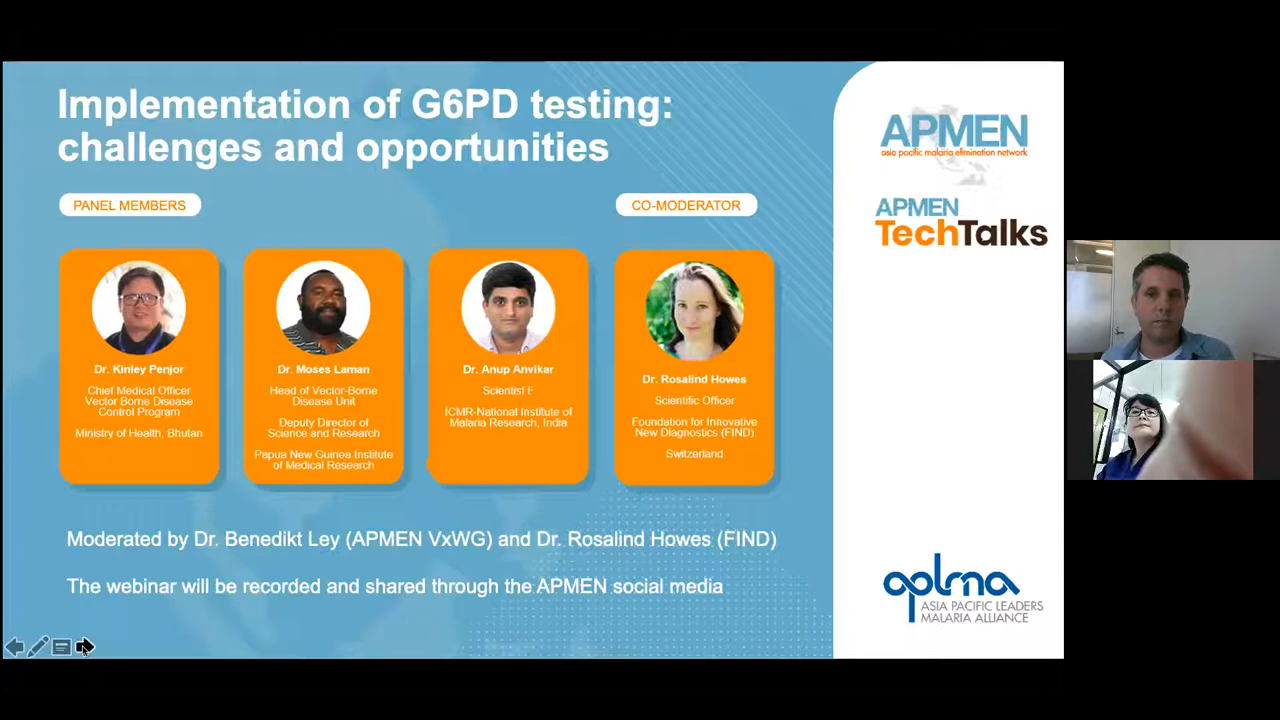 Implementation of G6PD testing:
challenges and opportunities
PANEL MEMBERS
CO-MODERATOR
Dr. Kinley Penjor
Chief Medical Officer
Vector Borne Disease
Control Program
Ministry of Health, Bhutan
Dr. Moses Laman
Head of Vector-Borne
Disease Unit
Deputy Director of
Science and Research
Papua New Guinea Institute
of Medical Research
Dr. Anup Anvikar
Scientist F
ICMR-National Institute of
Malaria Research, India
Dr. Rosalind Howes
Scientific Officer
Foundation for Innovative
New Diagnostics (FIND)
Switzerland
Moderated by Dr. Benedikt Ley (APMEN VxWG) and Dr. Rosalind Howes (FIND)
The webinar will be recorded and shared through the APMEN social media
APMEN
asia pacific malaria elimination network
APMEN
TechTalks
aplma
ASIA PACIFIC LEADERS
MALARIA ALLIANCE